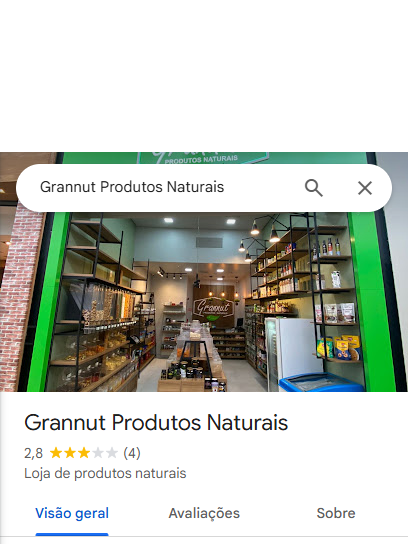 PRODUTOS NATURAIS
Grannut Produtos Naturais
Grannut
Grannut Produtos Naturais
2,8 (4)
Loja de produtos naturais
Visão geral
Avaliações
Sobre